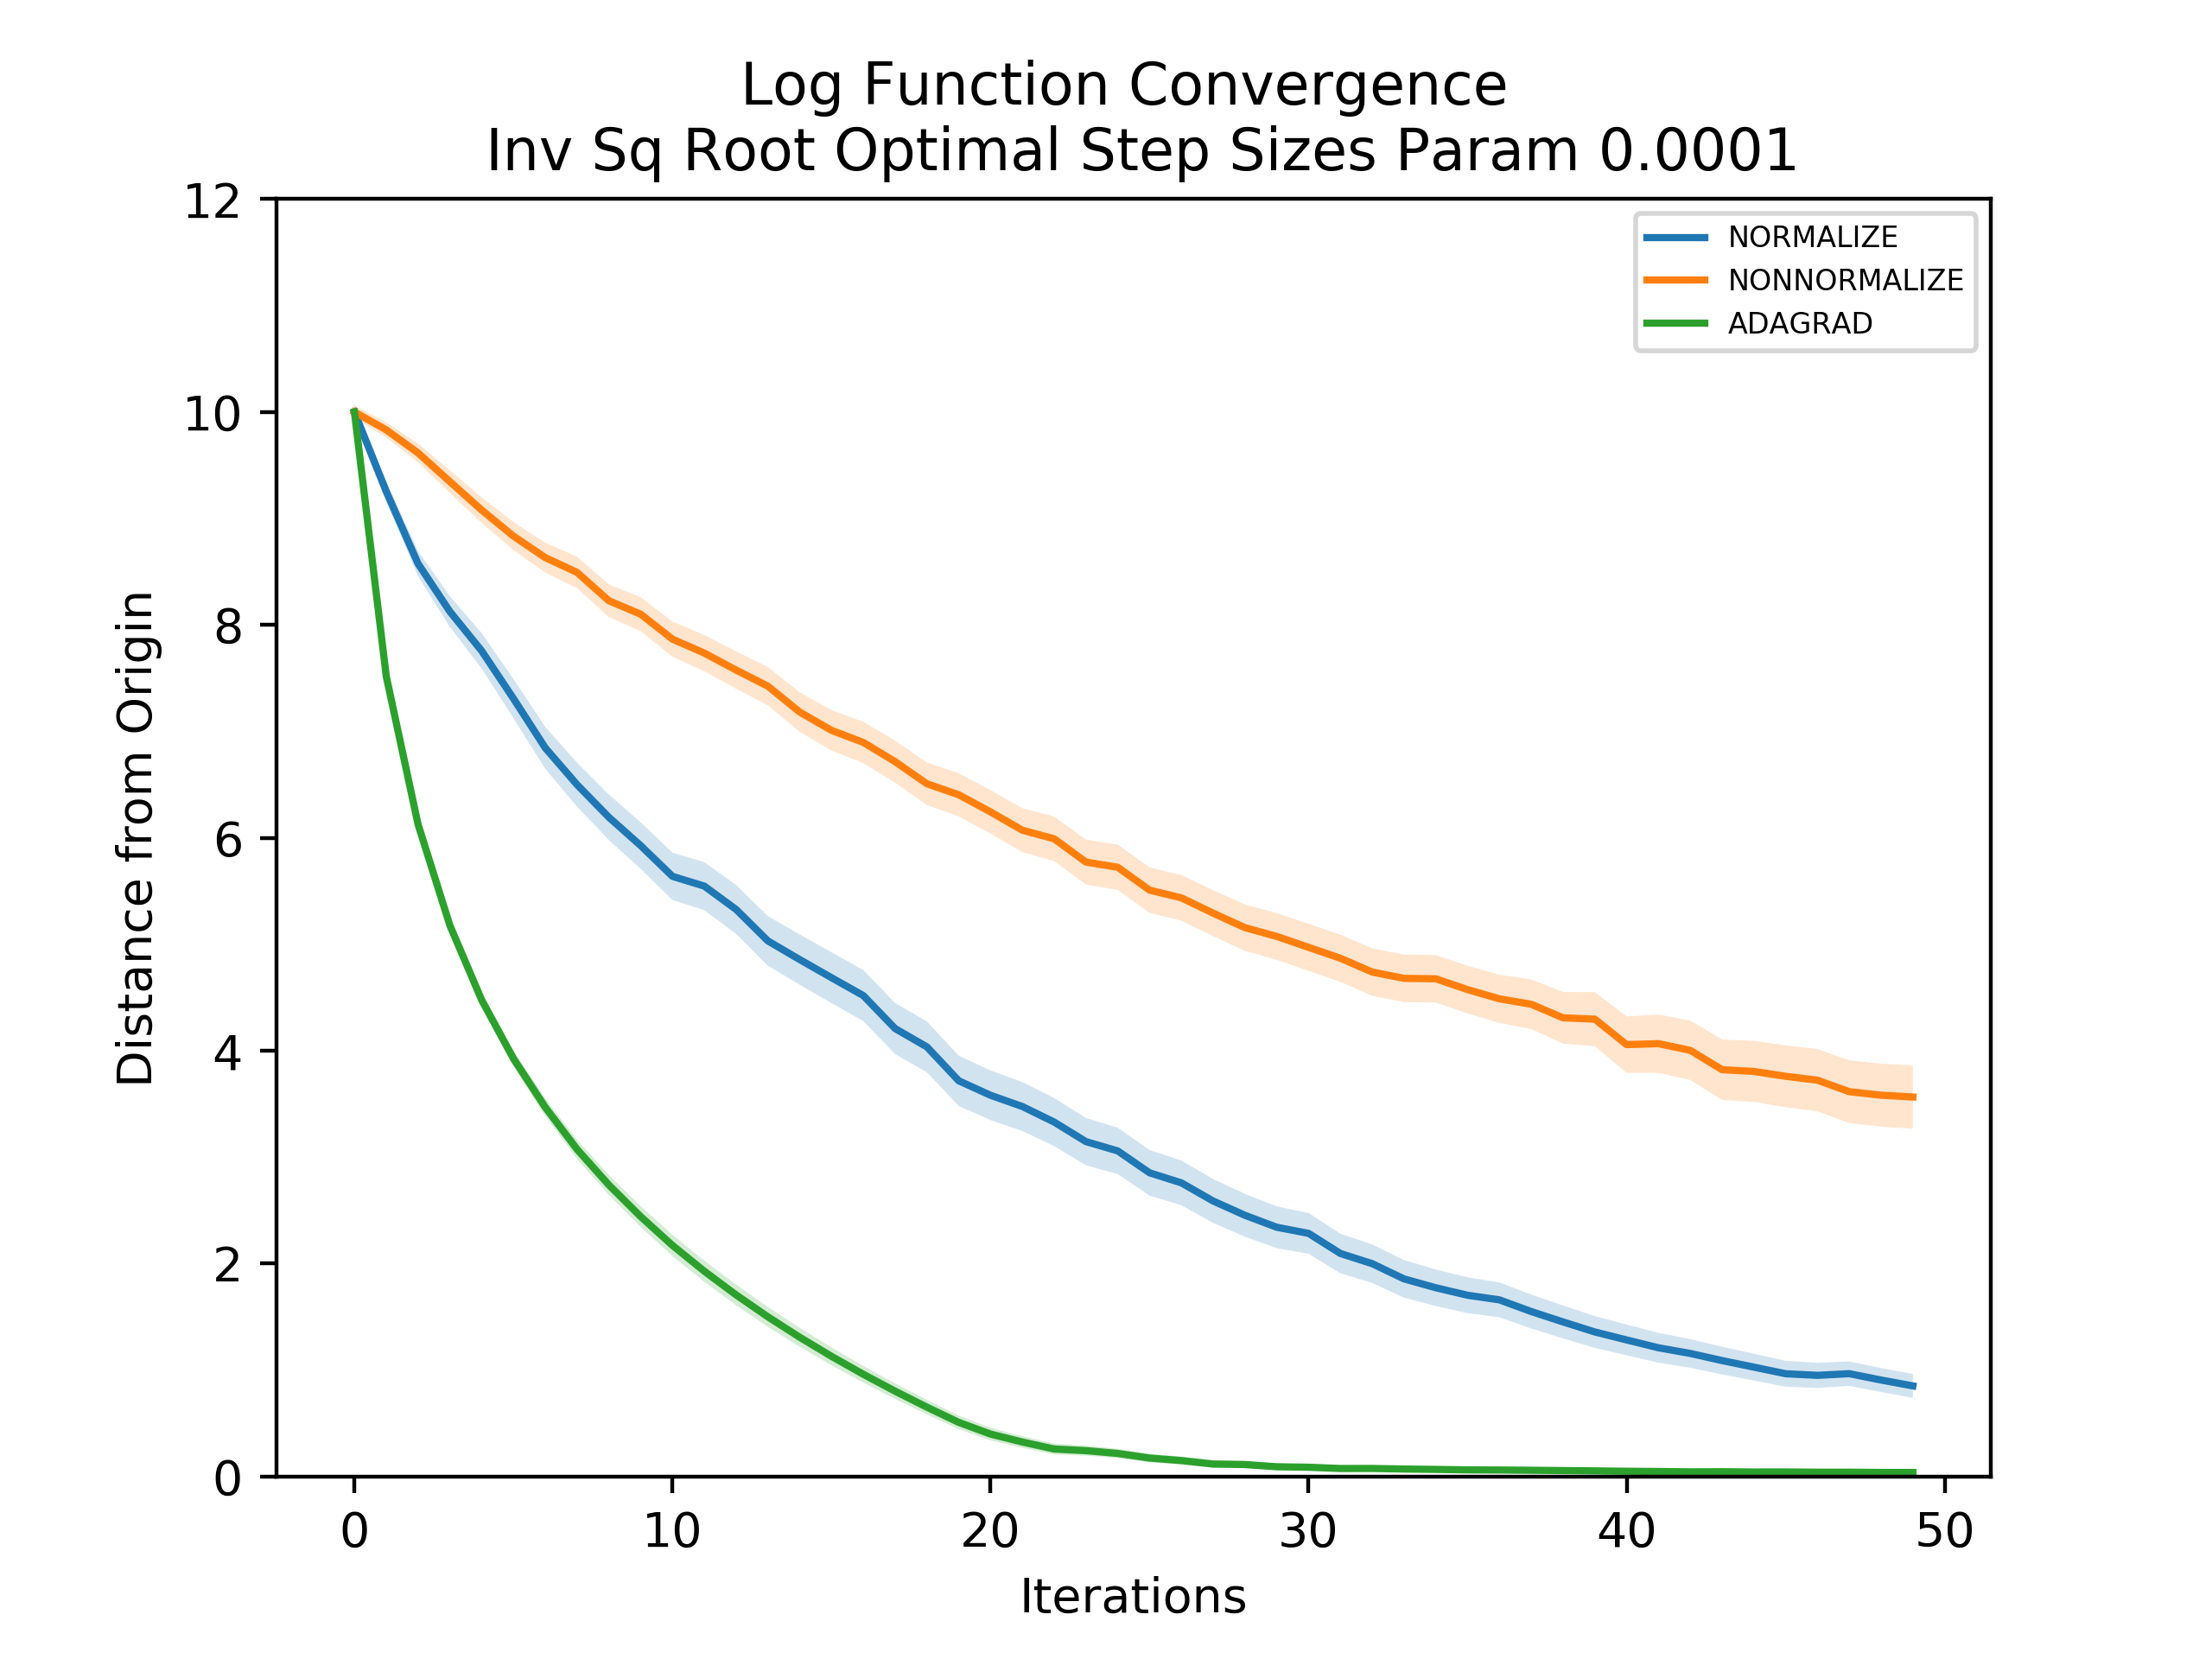 Log Function Convergence
Inv Sq Root Optimal Step Sizes Param 0.0001
12
10
8
6
4
2
0
Distance from Origin
NORMALIZE
NONNORMALIZE
ADAGRAD
0 10 20 30 40 50
Iterations